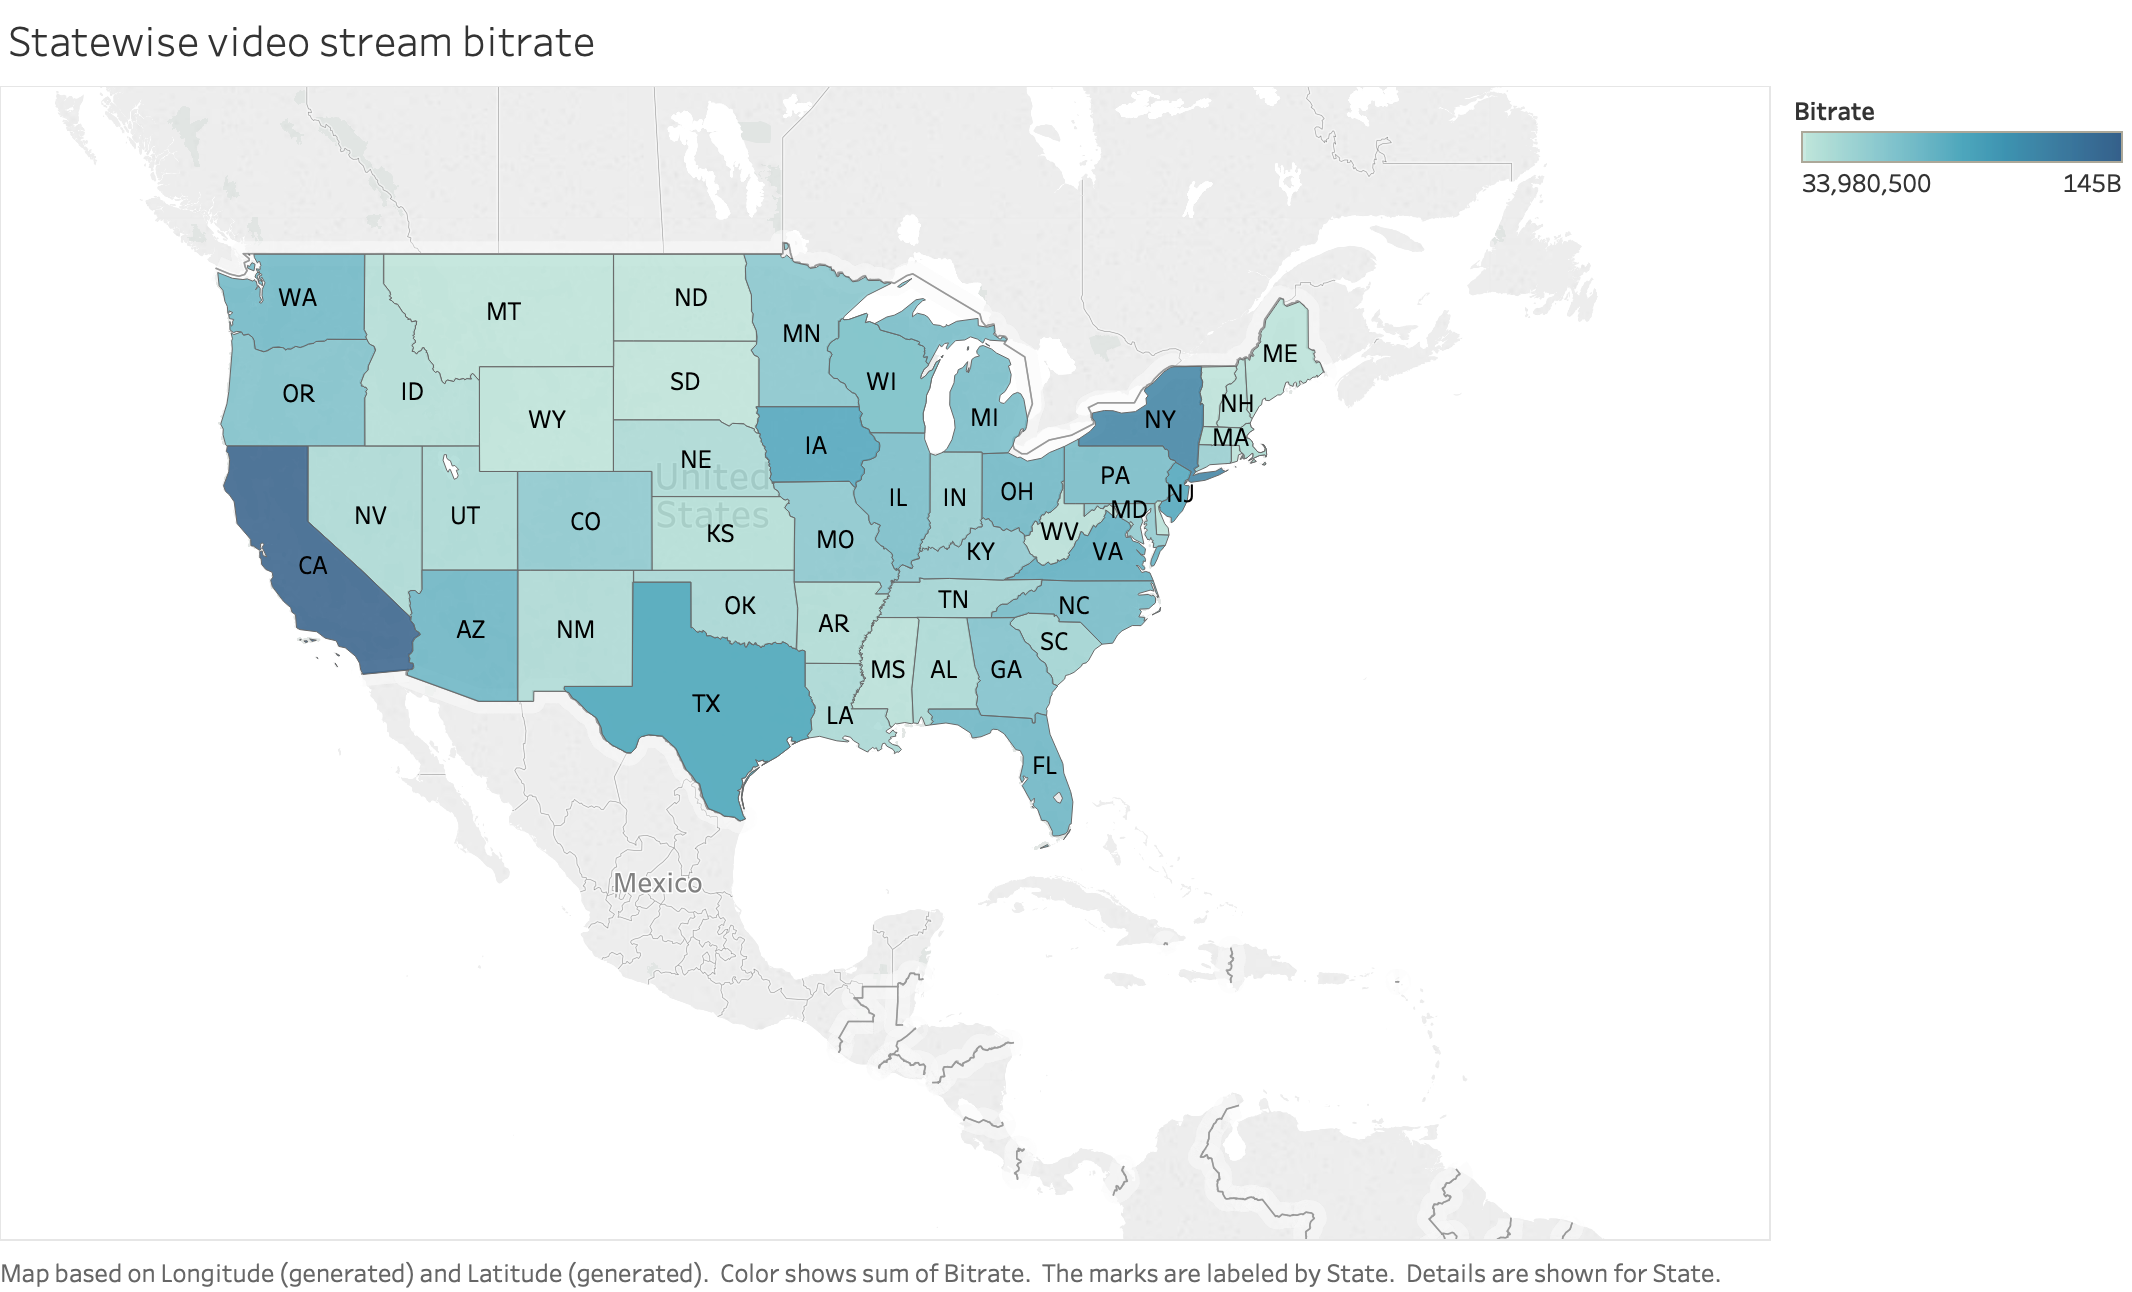 Statewise video stream bitrate
Bitrate
33,980,500 145B
WA
MT
ND
MN
ME
OR
ID
SD
WI
WY
MI
NY
NH
IA
MA
NE
United
States
PA
NV
UT
CO
KS
IL
IN
OH
NJ
MD
WV
MO
KY
VA
CA
AZ
NM
OK
AR
TN
NC
SC
MS
AL
GA
TX
LA
FL
Mexico
Map based on Longitude (generated) and Latitude (generated).  Color shows sum of Bitrate.  The marks are labeled by State.  Details are shown for State.